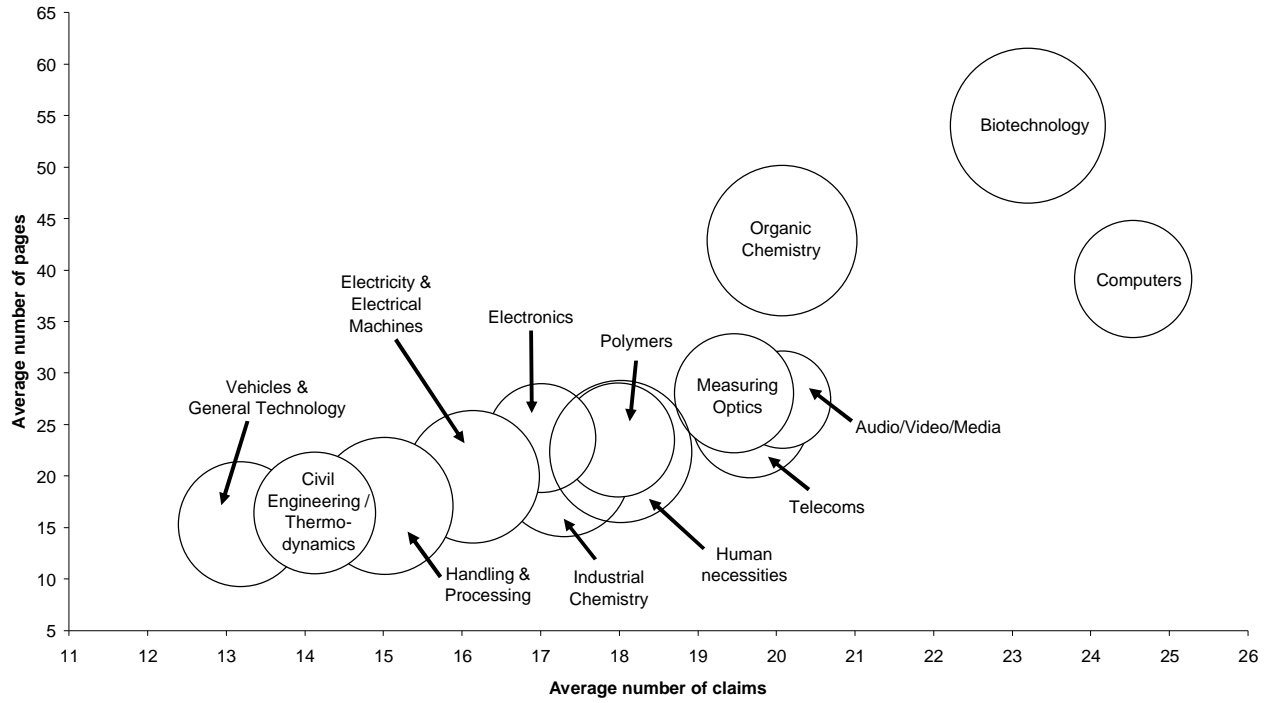 65
60
55
50
45
40
35
30
25
20
15
10
5
Average number of pages
11 12 13 14 15 16 17 18 19 20 21 22 23 24 25 26
Average number of claims
Biotechnology
Organic
Chemistry
Computers
Electricity &
Electrical
Machines
Electronics
Polymers
Vehicles &
General Technology
Measuring
Optics
Audio/Video/Media
Civil
Engineering /
Thermo-
dynamics
Telecoms
Handling &
Processing
Industrial
Chemistry
Human
necessities